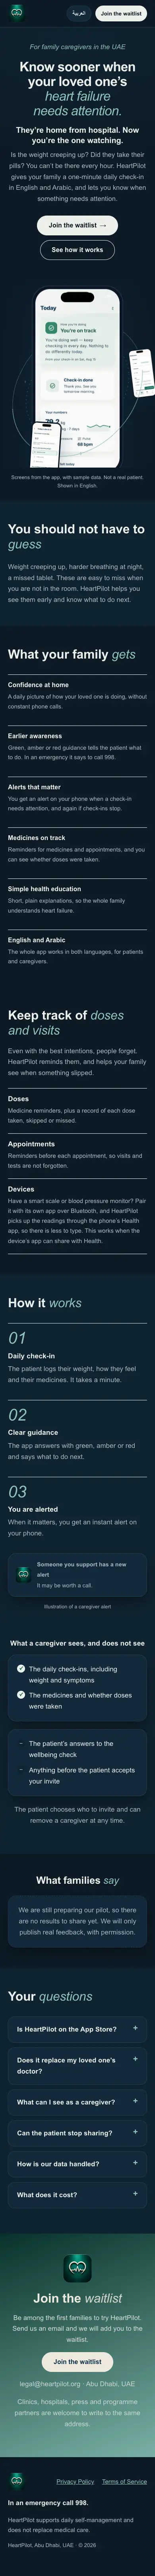 العربية
Join the waitlist
For family caregivers in the UAE
Know sooner when
your loved one's
heart failure
needs attention.
They're home from hospital. Now
you're the one watching.
Is the weight creeping up? Did they take their
pills? You can't be there every hour. HeartPilot
gives your family a one-minute daily check-in
in English and Arabic, and lets you know when
something needs attention.
Join the waitlist →
See how it works
Today
You're on track
You're doing well — keep
checking in every day. Nothing to
do differently today.
Check-in done
Your numbers
Screens from the app, with sample data. Not a real patient.
Shown in English.
You should not have to
guess
Weight creeping up, harder breathing at night,
a missed tablet. These are easy to miss when
you are not in the room. HeartPilot helps you
see them early and know what to do next.
What your family gets
Confidence at home
A daily picture of how your loved one is doing, without
constant phone calls.
Earlier awareness
Green, amber or red guidance tells the patient what
to do. In an emergency it says to call 998.
Alerts that matter
You get an alert on your phone when a check-in
needs attention, and again if check-ins stop.
Medicines on track
Reminders for medicines and appointments, and you
can see whether doses were taken.
Simple health education
Short, plain explanations, so the whole family
understands heart failure.
English and Arabic
The whole app works in both languages, for patients
and caregivers.
Keep track of doses
and visits
Even with the best intentions, people forget.
HeartPilot reminds them, and helps your family
see when something slipped.
Doses
Medicine reminders, plus a record of each dose
taken, skipped or missed.
Appointments
Reminders before each appointment, so visits and
tests are not forgotten.
Devices
Have a smart scale or blood pressure monitor? Pair
it with its own app over Bluetooth, and HeartPilot
picks up the readings through the phone's Health
app, so there is less to type. This works when the
device's app can share with Health.
How it works
01
Daily check-in
The patient logs their weight, how they feel
and their medicines. It takes a minute.
02
Clear guidance
The app answers with green, amber or red
and says what to do next.
03
You are alerted
When it matters, you get an instant alert on
your phone.
Someone you support has a new
alert
It may be worth a call.
Illustration of a caregiver alert
What a caregiver sees, and does not see
The daily check-ins, including
weight and symptoms
The medicines and whether doses
were taken
The patient's answers to the
wellbeing check
Anything before the patient accepts
your invite
The patient chooses who to invite and can
remove a caregiver at any time.
What families say
We are still preparing our pilot, so there
are no results to share yet. We will only
publish real feedback, with permission.
Your questions
Is HeartPilot on the App Store? +
Does it replace my loved one's
doctor? +
What can I see as a caregiver? +
Can the patient stop sharing? +
How is our data handled? +
What does it cost? +
Join the waitlist
Be among the first families to try HeartPilot.
Send us an email and we will add you to the
waitlist.
Join the waitlist
legal@heartpilot.org · Abu Dhabi, UAE
Clinics, hospitals, press and programme
partners are welcome to write to the same
address.
Privacy Policy
Terms of Service
In an emergency call 998.
HeartPilot supports daily self-management and
does not replace medical care.
HeartPilot, Abu Dhabi, UAE · © 2026